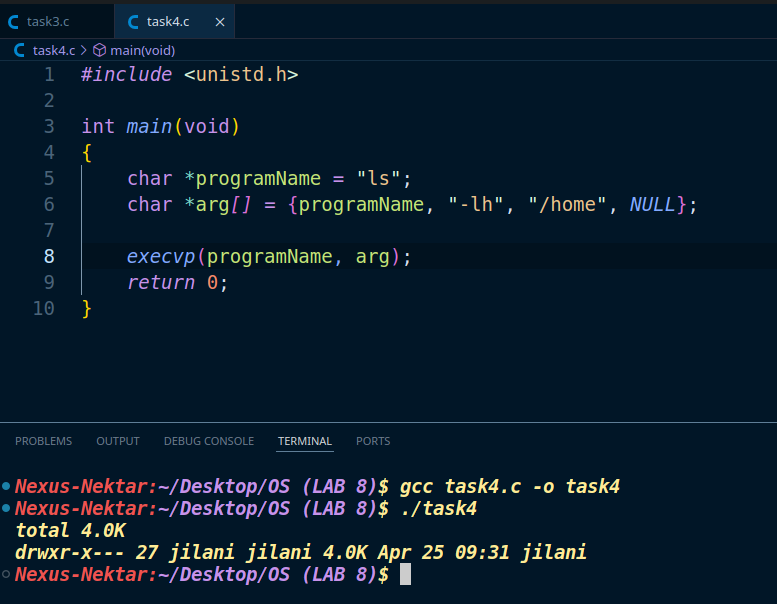 task3.c task4.c ×
task4.c > main(void)
1 #include <unistd.h>
2
3 int main(void)
4 {
5 char *programName = "ls";
6 char *arg[] = {programName, "-lh", "/home", NULL};
7
8 execvp(programName, arg);
9 return 0;
10 }
PROBLEMS OUTPUT DEBUG CONSOLE TERMINAL PORTS
Nexus-Nektar:~/Desktop/OS (LAB 8)$ gcc task4.c -o task4
Nexus-Nektar:~/Desktop/OS (LAB 8)$ ./task4
total 4.0K
drwxr-x--- 27 jilani jilani 4.0K Apr 25 09:31 jilani
Nexus-Nektar:~/Desktop/OS (LAB 8)$